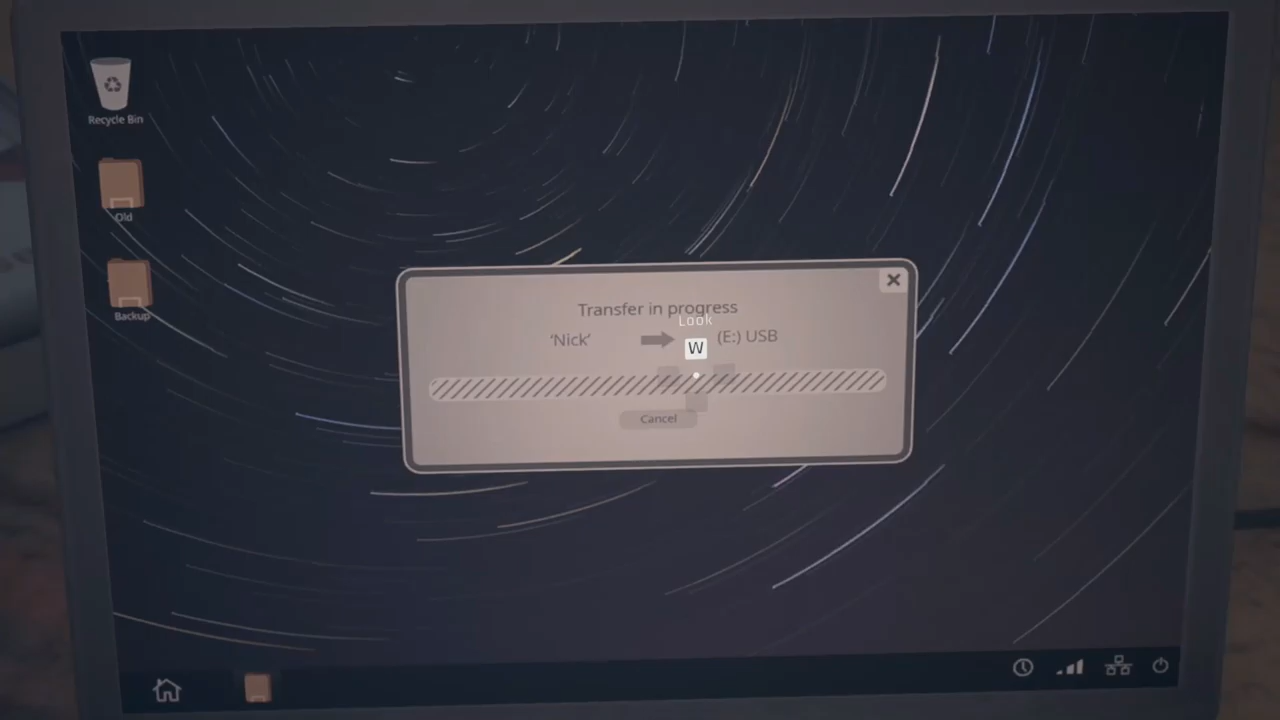 Recycle Bin
Old
Backup
Transfer in progress
Look
'Nick'
(E:) USB
W
Cancel